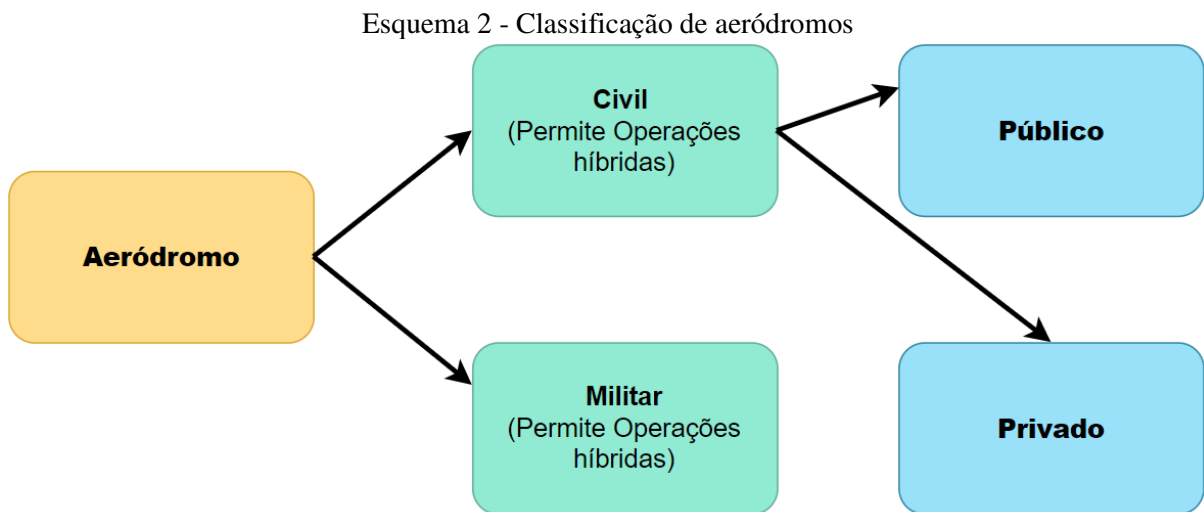 Esquema 2 - Classificação de aeródromos
Aeródromo
Civil
(Permite Operações
híbridas)
Militar
(Permite Operações
híbridas)
Público
Privado